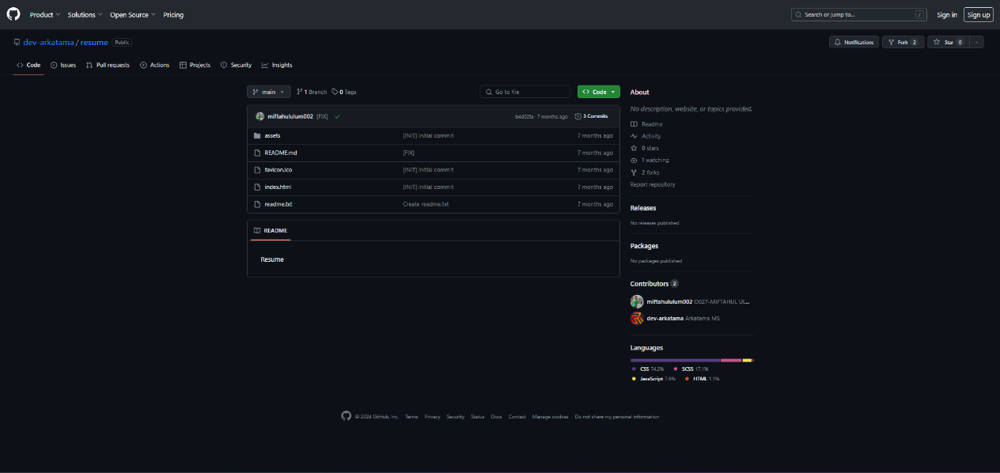 Product Solutions Open Source Pricing Search or jump to... / Sign in Sign up
dev-arkatama / resume Public Notifications Fork 2 Star 0
Code Issues Pull requests Actions Projects Security Insights
main 1 Branch 0 Tags Go to file Code
miftahululum002 [FIX] b4d02fa · 7 months ago 3 Commits
assets [INIT] initial commit 7 months ago
README.md [FIX] 7 months ago
favicon.ico [INIT] initial commit 7 months ago
index.html [INIT] initial commit 7 months ago
readme.txt Create readme.txt 7 months ago
README
Resume
About
No description, website, or topics provided.
Readme
Activity
0 stars
1 watching
2 forks
Report repository
Releases
No releases published
Packages
No packages published
Contributors 2
miftahululum002 O027-MIFTAHUL UL...
dev-arkatama Arkatama MS
Languages
CSS 74.2% SCSS 17.1%
JavaScript 7.6% HTML 1.1%
© 2024 GitHub, Inc. Terms Privacy Security Status Docs Contact Manage cookies Do not share my personal information